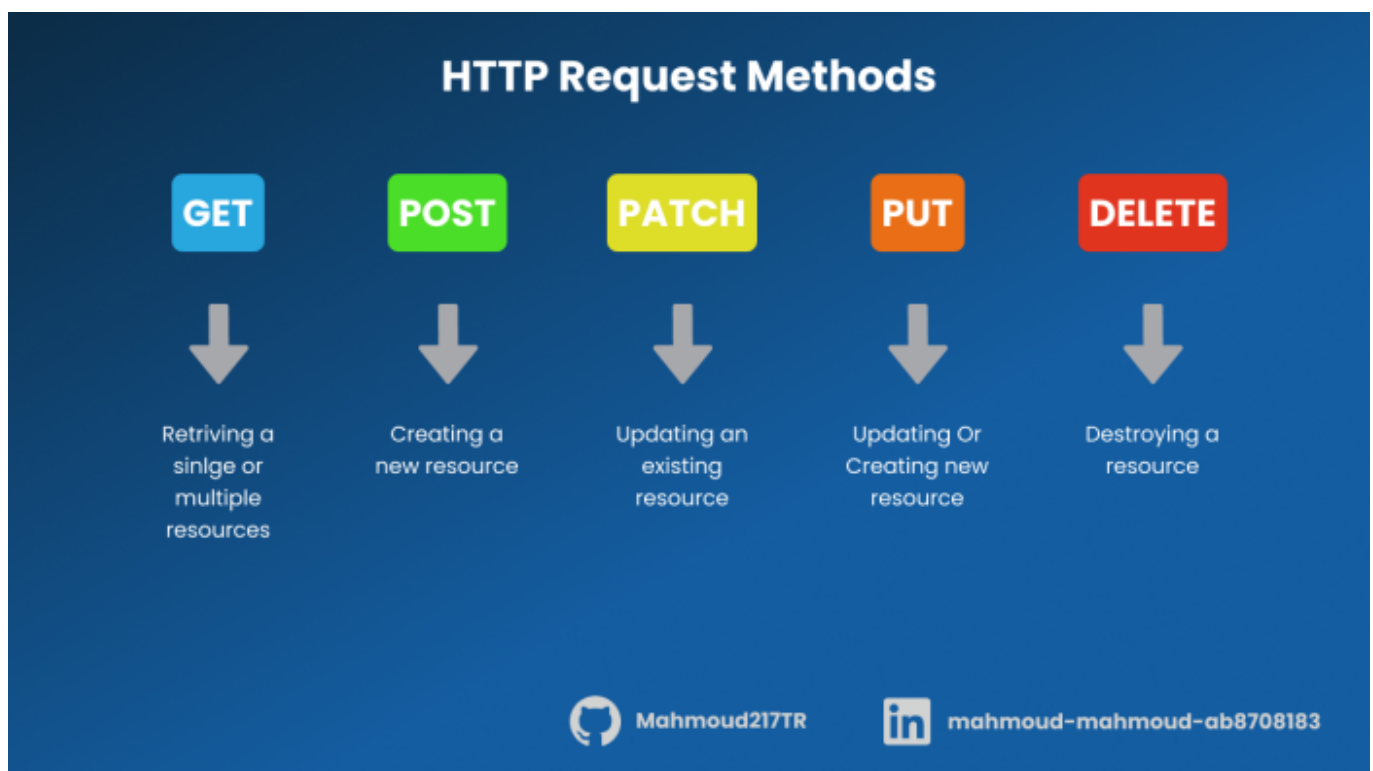 HTTP Request Methods
GET
POST
PATCH
PUT
DELETE
Retriving a
sinlge or
multiple
resources
Creating a
new resource
Updating an
existing
resource
Updating Or
Creating new
resource
Destroying a
resource
Mahmoud217TR
in
mahmoud-mahmoud-ab8708183